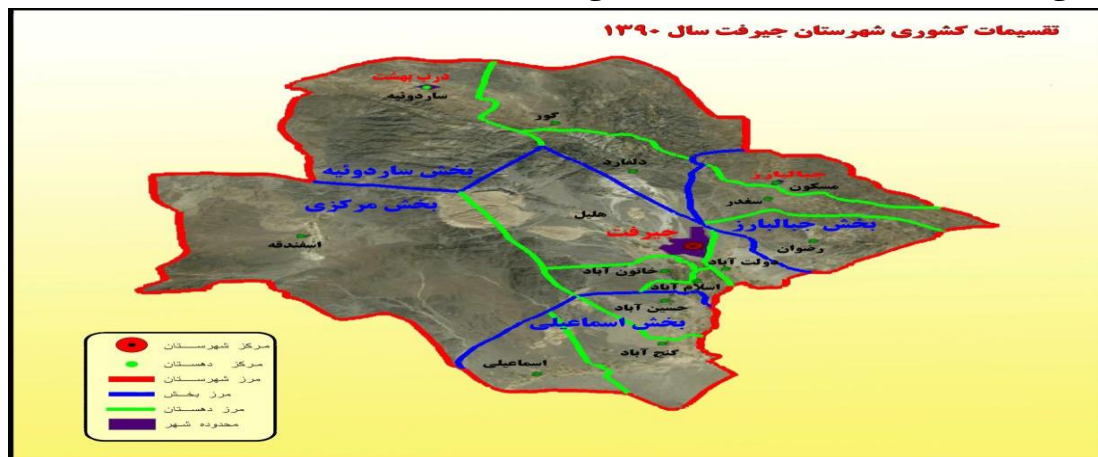 تقسیمات کشوری شهرستان جیرفت سال ۱۳۹۰
درب بهشت
ساردوئیه
کور
دلفارد
جبالبارز
مسکون
سغدر
بخش ساردوئیه
بخش مرکزی
هلیل
بخش جبالبارز
جیرفت
رضوان
اسفندقه
دولت آباد
خاتون آباد
اسلام آباد
حسین آباد
بخش اسماعیلی
گنج آباد
اسماعیلی
مرکز شهرستان
مرکز دهستان
مرز شهرستان
مرز بخش
مرز دهستان
محدوده شهر